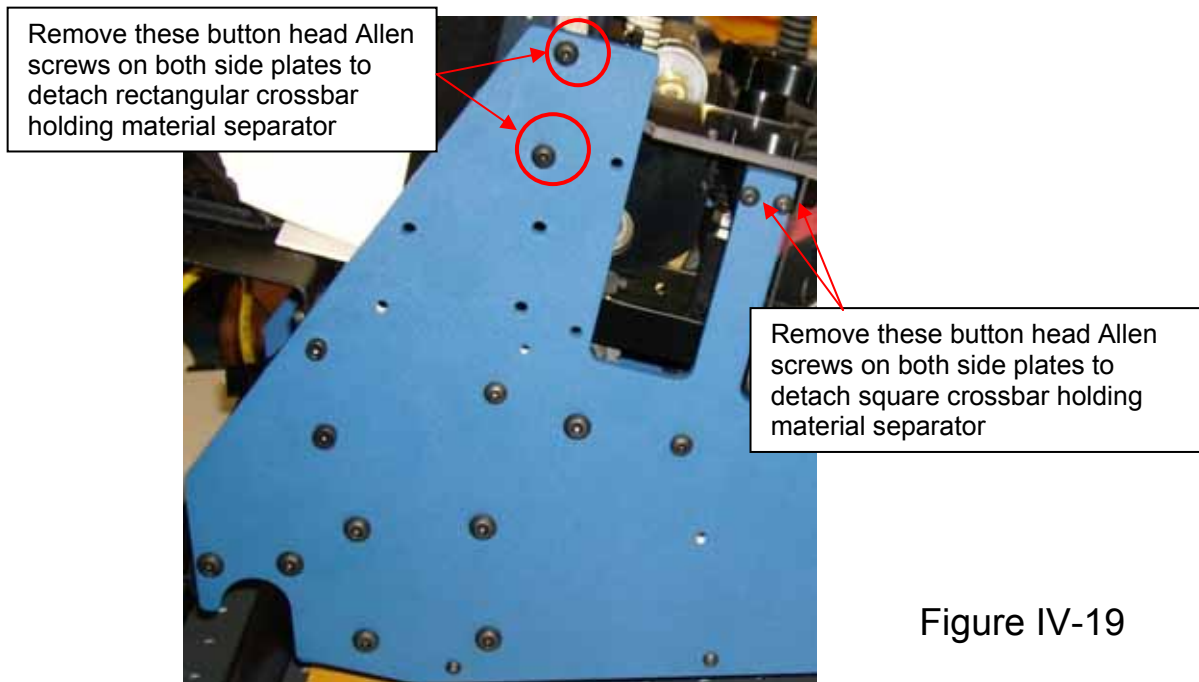 Remove these button head Allen
screws on both side plates to
detach rectangular crossbar
holding material separator
Remove these button head Allen
screws on both side plates to
detach square crossbar holding
material separator
Figure IV-19